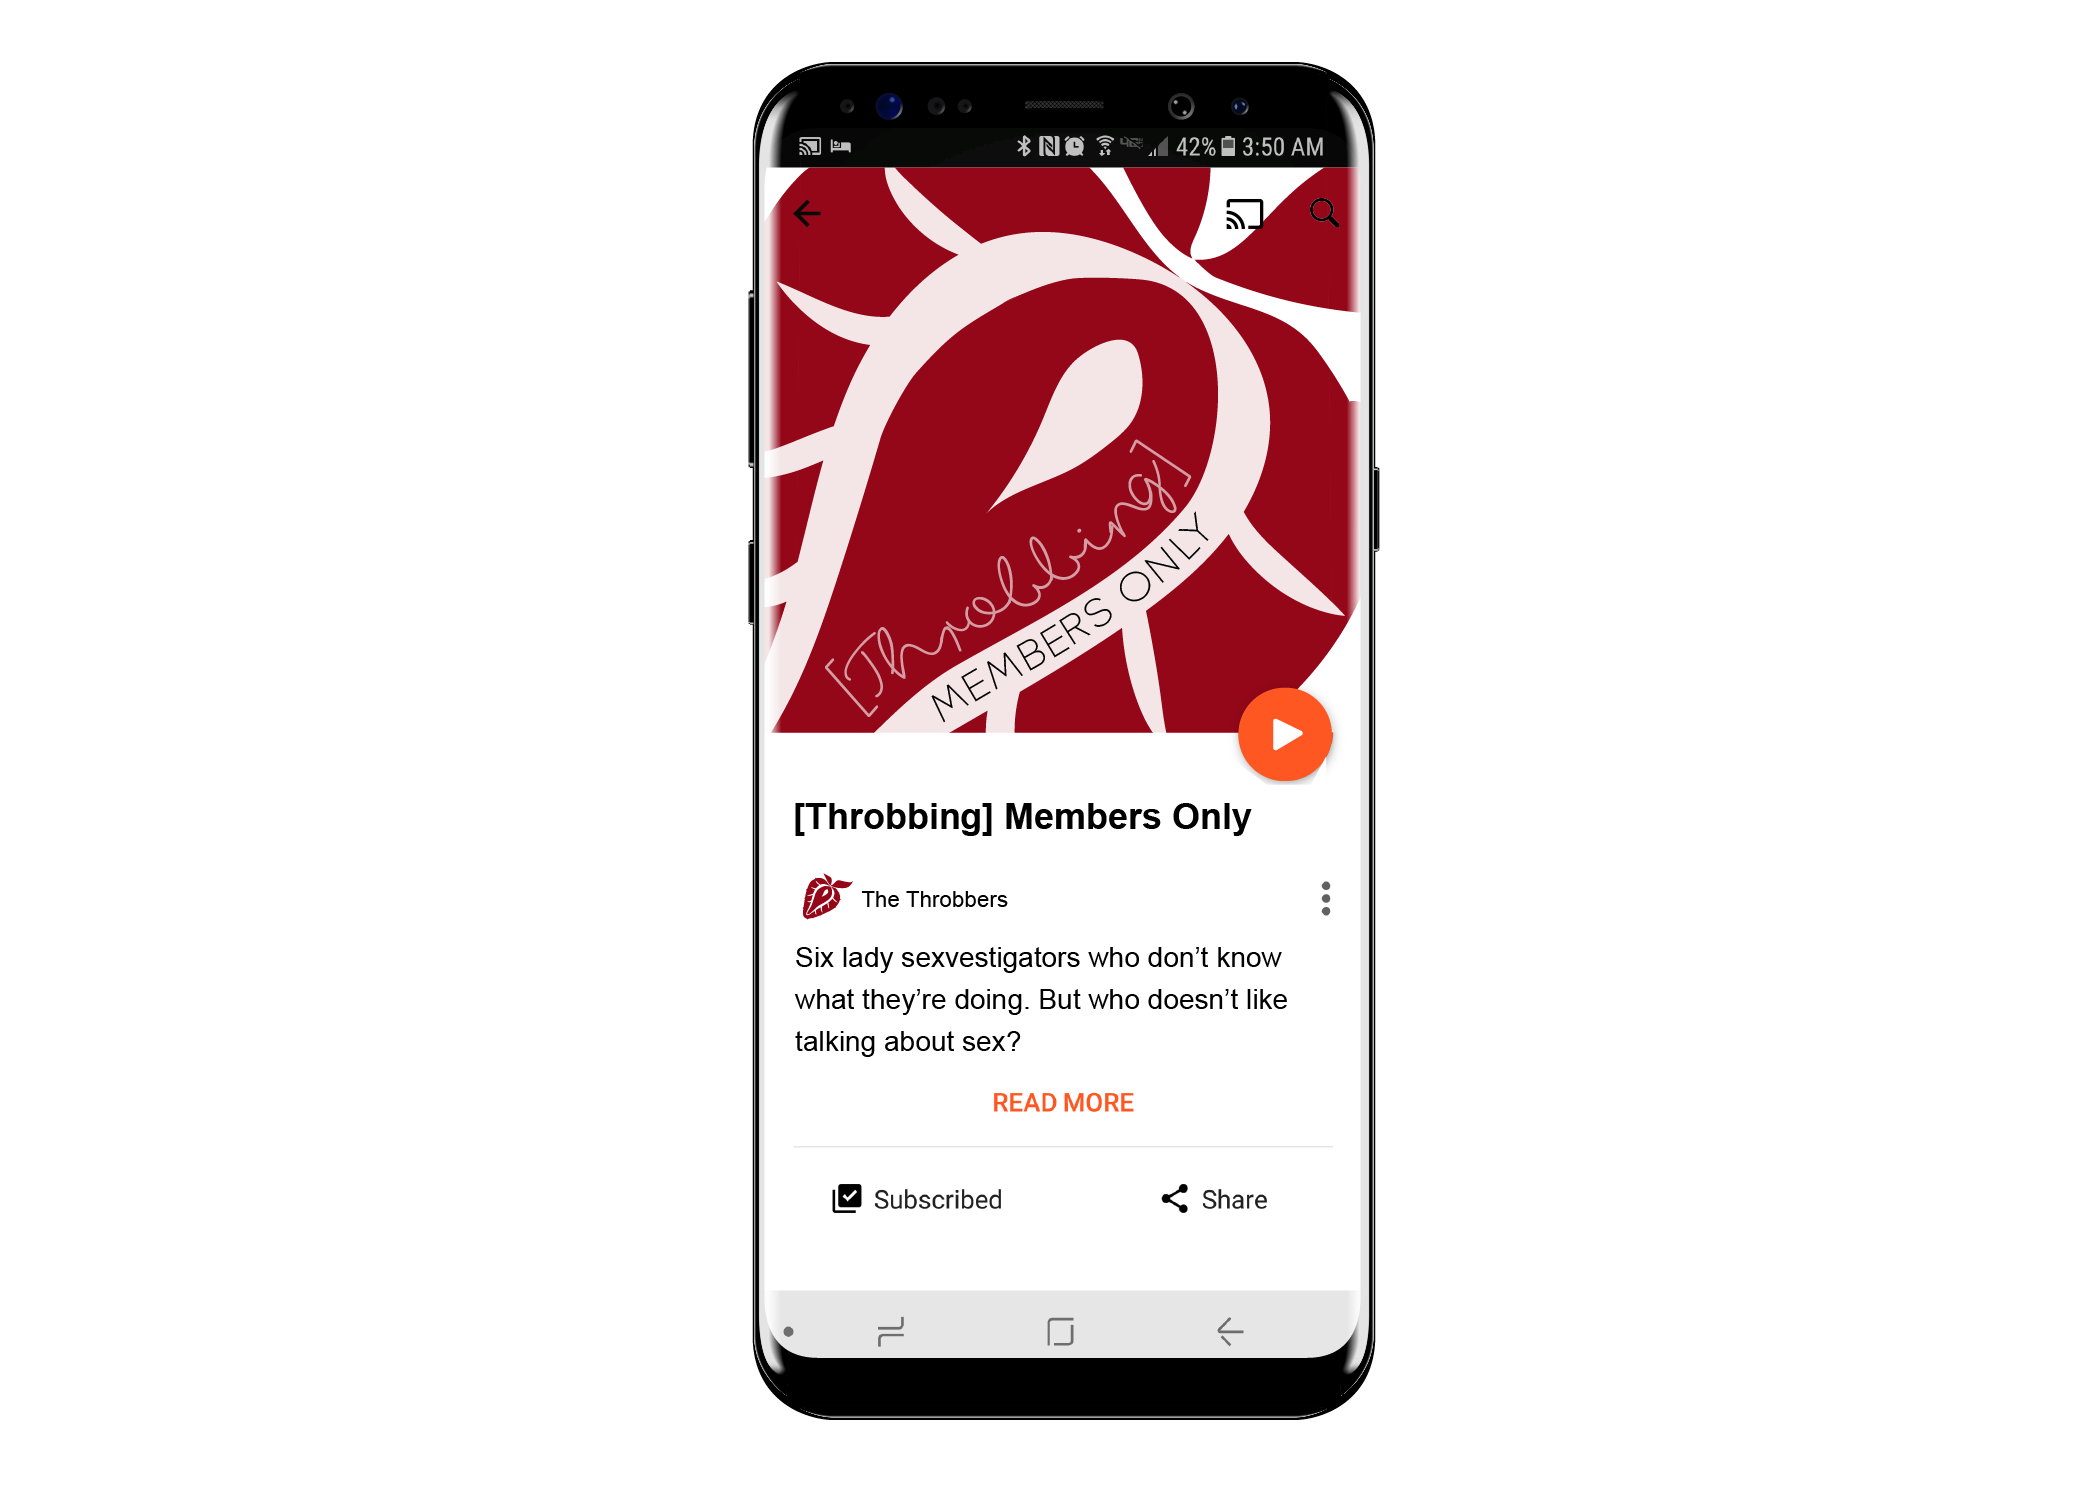 42% 3:50 AM
[Throbbing]
MEMBERS ONLY
[Throbbing] Members Only
The Throbbers
Six lady sexvestigators who don’t know
what they’re doing. But who doesn’t like
talking about sex?
READ MORE
Subscribed
Share